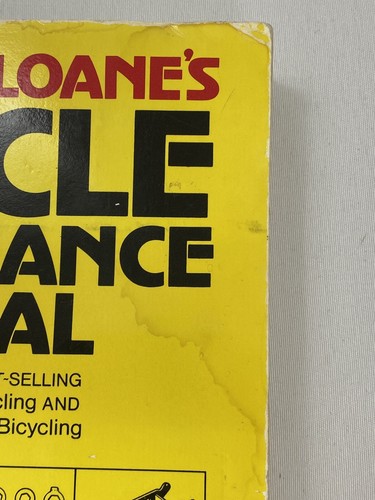 LOANE'S
CLE
ANCE
AL
T-SELLING
cling AND
Bicycling